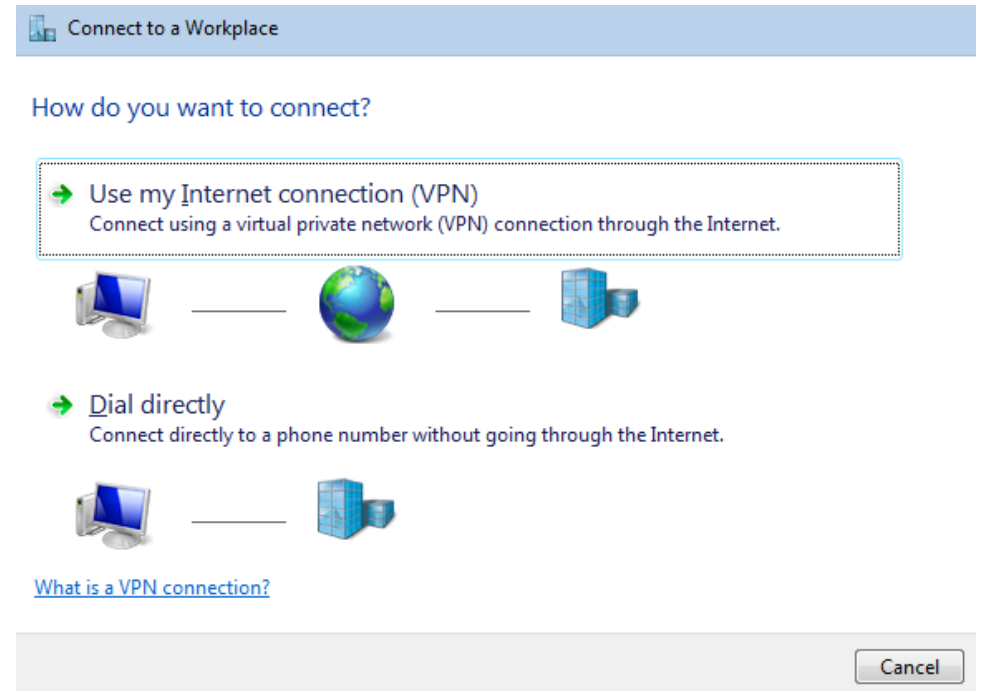 Connect to a Workplace
How do you want to connect?
Use my Internet connection (VPN)
Connect using a virtual private network (VPN) connection through the Internet.
Dial directly
Connect directly to a phone number without going through the Internet.
What is a VPN connection?
Cancel